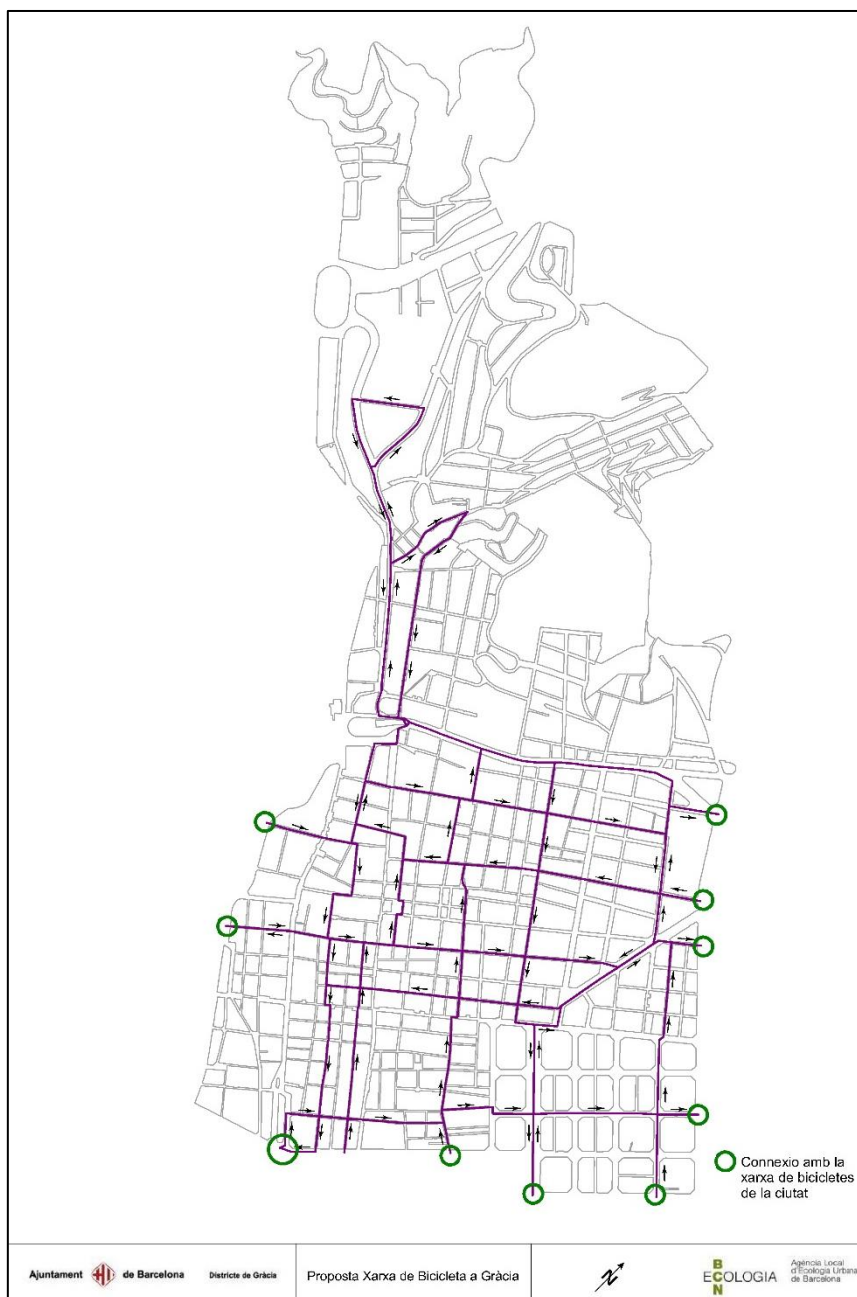 Connexio amb la
xarxa de bicicletes
de la ciutat
Ajuntament de Barcelona
Districte de Gràcia
Proposta Xarxa de Bicicleta a Gràcia
N
BCN
ECOLOGIA
Agència Local
d'Ecologia Urbana
de Barcelona